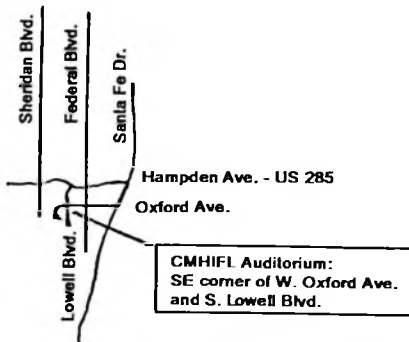 Sheridan Blvd.
Federal Blvd.
Santa Fe Dr.
Hampden Ave. - US 285
Oxford Ave.
Lowell Blvd.
CMHIFL Auditorium:
SE corner of W. Oxford Ave.
and S. Lowell Blvd.